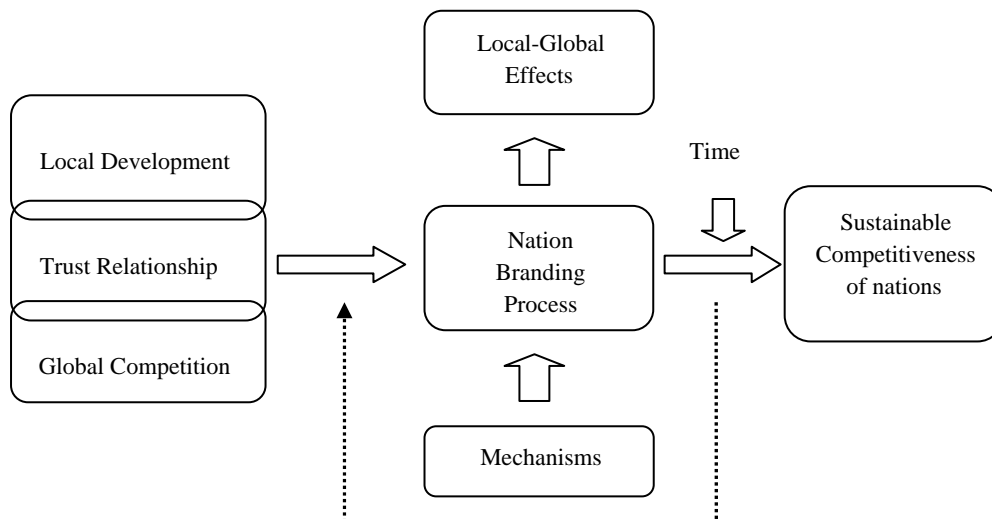 Local-Global
Effects
Local Development
Trust Relationship
Global Competition
Nation
Branding
Process
Mechanisms
Time
Sustainable
Competitiveness
of nations